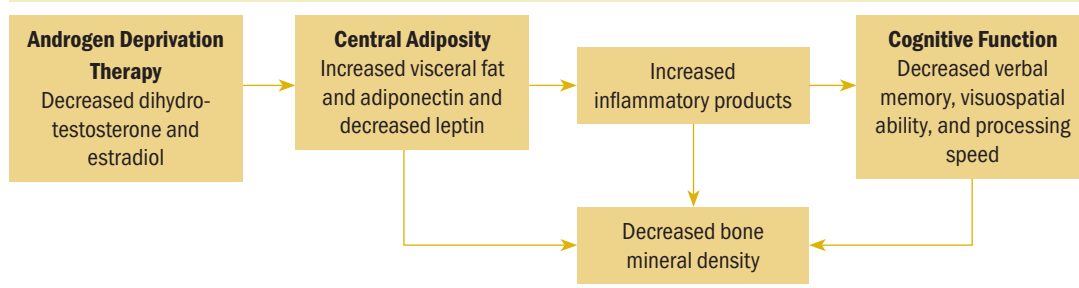 Androgen Deprivation
Therapy
Decreased dihydro-
testosterone and
estradiol
Central Adiposity
Increased visceral fat
and adiponectin and
decreased leptin
Increased
inflammatory products
Cognitive Function
Decreased verbal
memory, visuospatial
ability, and processing
speed
Decreased bone
mineral density